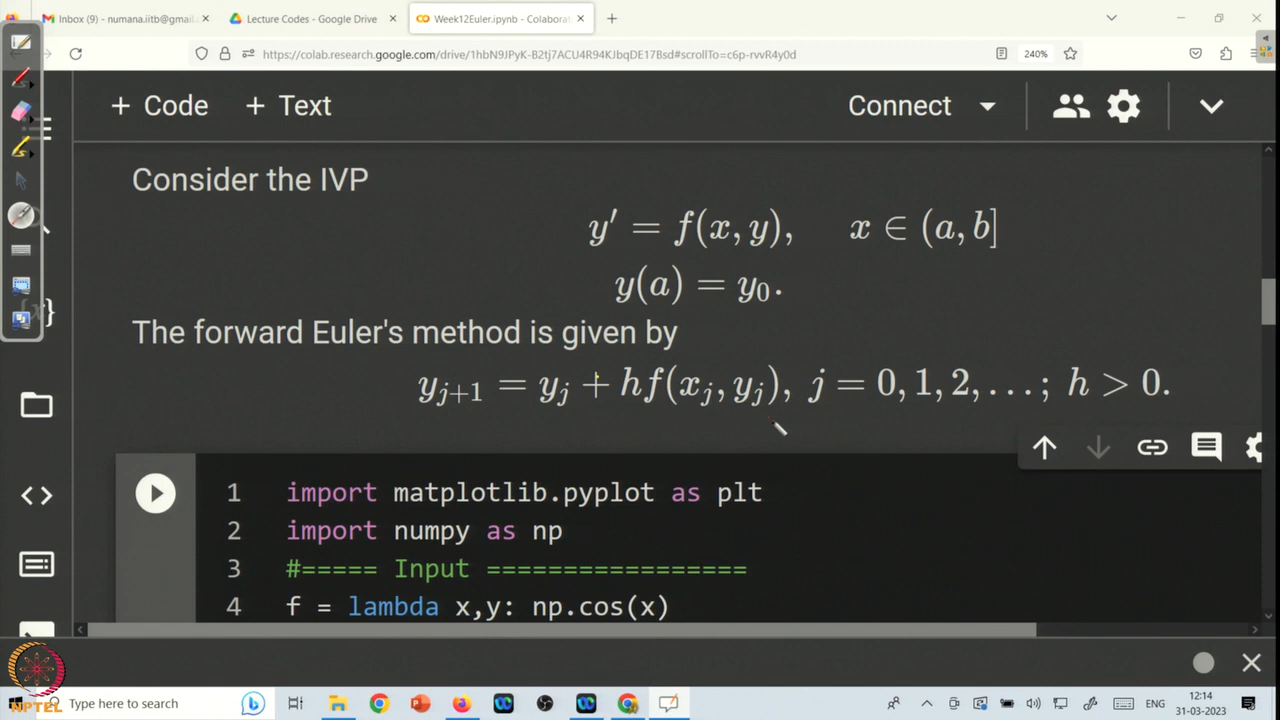 Inbox (9) - numana.iitb@gmail.
Lecture Codes - Google Drive
Week12Euler.ipynb - Colaborat
https://colab.research.google.com/drive/1hbN9JPyK-B2tj7ACU4R94KJbqDE17Bsd#scrollTo=c6p-rvvR4y0d
240%
+ Code + Text
Connect
Consider the IVP
y′ = f(x, y), x ∈ (a, b]
y(a) = y₀.
The forward Euler's method is given by
yⱼ₊₁ = yⱼ + hf(xⱼ, yⱼ), j = 0, 1, 2, …; h > 0.
1 import matplotlib.pyplot as plt
2 import numpy as np
3 #===== Input =================
4 f = lambda x,y: np.cos(x)
NPTEL
Type here to search
ENG
12:14
31-03-2023